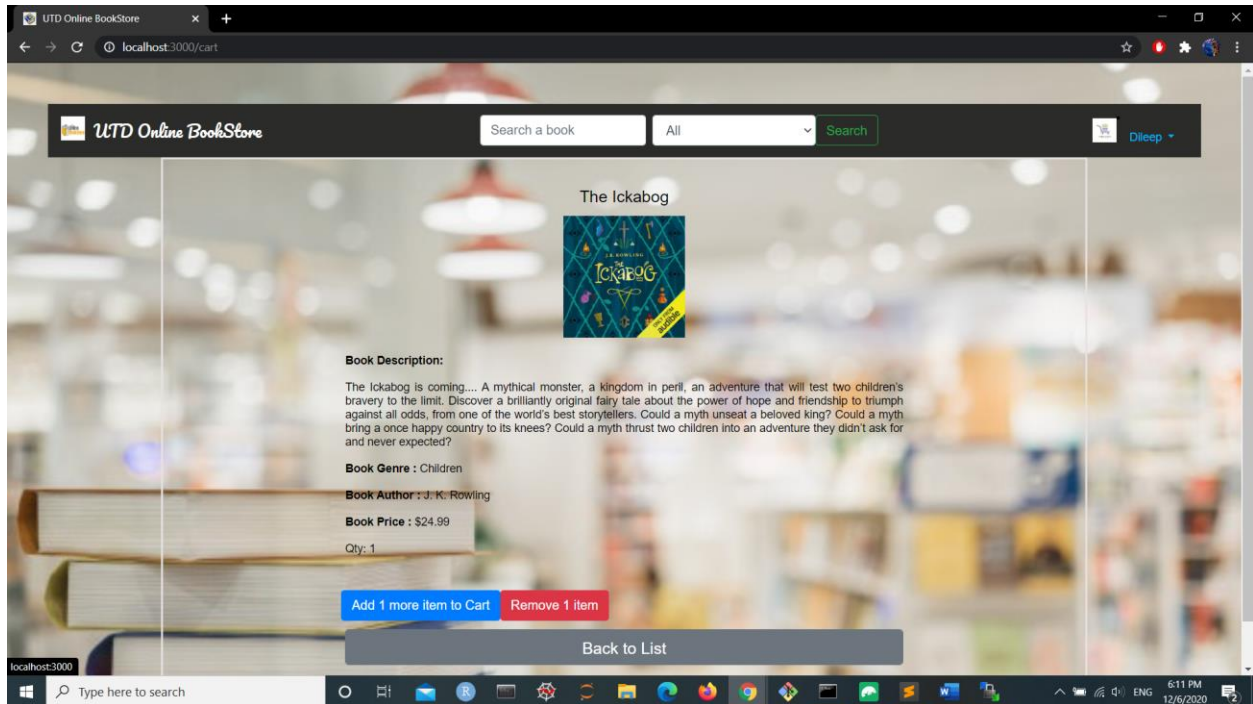 UTD Online BookStore
localhost:3000/cart
UTD Online BookStore
Search a book
All
Search
Dileep
The Ickabog
J.K. ROWLING
THE
ICKABOG
ONLY FROM
audible
Book Description:
The Ickabog is coming.... A mythical monster, a kingdom in peril, an adventure that will test two children's
bravery to the limit. Discover a brilliantly original fairy tale about the power of hope and friendship to triumph
against all odds, from one of the world's best storytellers. Could a myth unseat a beloved king? Could a myth
bring a once happy country to its knees? Could a myth thrust two children into an adventure they didn't ask for
and never expected?
Book Genre : Children
Book Author : J. K. Rowling
Book Price : $24.99
Qty: 1
Add 1 more item to Cart
Remove 1 item
Back to List
localhost:3000
Type here to search
ENG
6:11 PM
12/6/2020
2